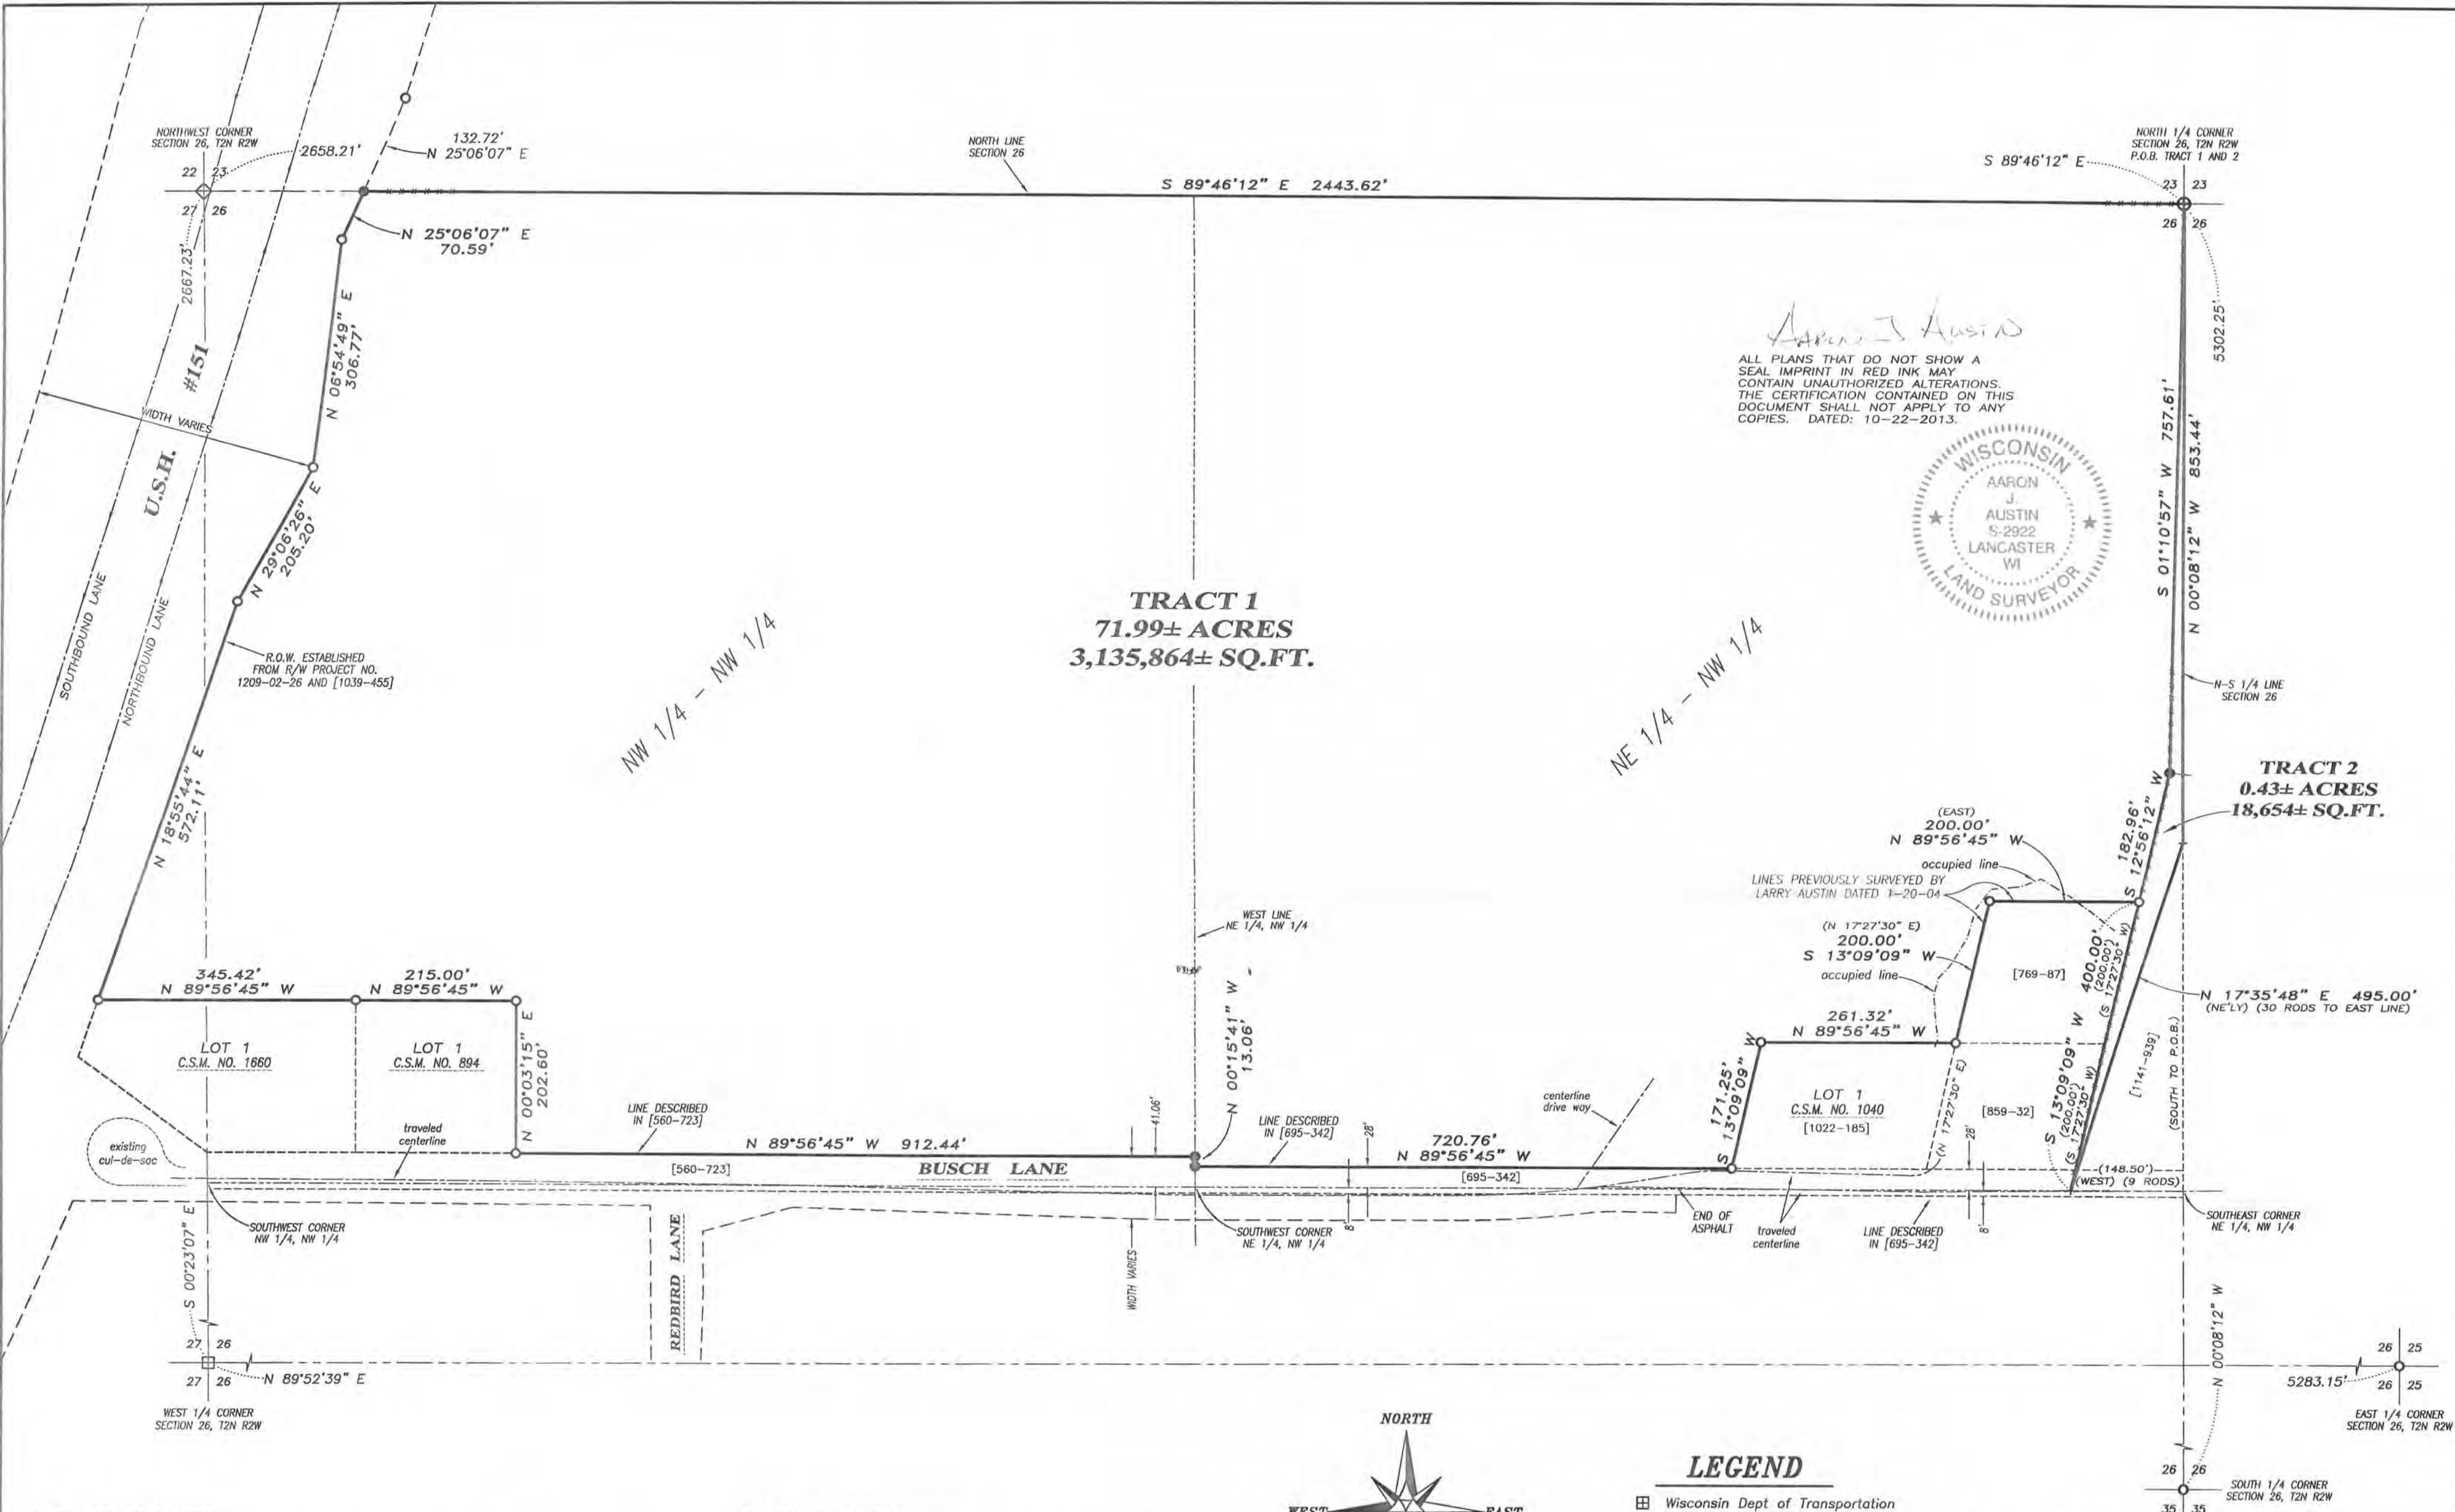 NORTHWEST CORNER
SECTION 26, T2N R2W
2658.21'
22 23
27 26
2667.23'
132.72'
N 25°06'07" E
NORTH LINE
SECTION 26
S 89°46'12" E 2443.62'
NORTH 1/4 CORNER
SECTION 26, T2N R2W
P.O.B. TRACT 1 AND 2
S 89°46'12" E
23 23
26 26
5302.25'
N 25°06'07" E
70.59'
N 06°54'49" E
306.77'
#151
U.S.H.
WIDTH VARIES
N 29°06'26" E
205.20'
SOUTHBOUND LANE
NORTHBOUND LANE
R.O.W. ESTABLISHED
FROM R/W PROJECT NO.
1209-02-26 AND [1039-455]
N 18°55'44" E
572.11'
NW 1/4 - NW 1/4
TRACT 1
71.99± ACRES
3,135,864± SQ.FT.
NE 1/4 - NW 1/4
Aaron J Austin
ALL PLANS THAT DO NOT SHOW A
SEAL IMPRINT IN RED INK MAY
CONTAIN UNAUTHORIZED ALTERATIONS.
THE CERTIFICATION CONTAINED ON THIS
DOCUMENT SHALL NOT APPLY TO ANY
COPIES. DATED: 10-22-2013.
WISCONSIN
AARON
J.
AUSTIN
S-2922
LANCASTER
WI
LAND SURVEYOR
S 01°10'57" W 757.61'
N 00°08'12" W 853.44'
N-S 1/4 LINE
SECTION 26
TRACT 2
0.43± ACRES
18,654± SQ.FT.
182.96'
S 12°56'12" W
(EAST)
200.00'
N 89°56'45" W
occupied line
LINES PREVIOUSLY SURVEYED BY
LARRY AUSTIN DATED 1-20-04
(N 17°27'30" E)
200.00'
S 13°09'09" W
occupied line
[769-87]
S 13°09'09" W 400.00'
(200.00')
(S 17°27'30" W)
(200.00')
(S 17°27'30" W)
N 17°35'48" E 495.00'
(NE'LY) (30 RODS TO EAST LINE)
[1141-939]
(SOUTH TO P.O.B.)
WEST LINE
NE 1/4, NW 1/4
345.42'
N 89°56'45" W
215.00'
N 89°56'45" W
LOT 1
C.S.M. NO. 1660
LOT 1
C.S.M. NO. 894
N 00°03'15" E
202.60'
N 00°15'41" W
13.06'
261.32'
N 89°56'45" W
171.25'
S 13°09'09" W
LOT 1
C.S.M. NO. 1040
[1022-185]
(N 17°27'30" E)
[859-32]
centerline
drive way
existing
cul-de-sac
traveled
centerline
LINE DESCRIBED
IN [560-723]
N 89°56'45" W 912.44'
41.06'
LINE DESCRIBED
IN [695-342]
28'
720.76'
N 89°56'45" W
28'
[560-723]
BUSCH LANE
[695-342]
(148.50')
(WEST) (9 RODS)
S 00°23'07" E
SOUTHWEST CORNER
NW 1/4, NW 1/4
REDBIRD LANE
WIDTH VARIES
SOUTHWEST CORNER
NE 1/4, NW 1/4
8'
END OF
ASPHALT
traveled
centerline
LINE DESCRIBED
IN [695-342]
8'
SOUTHEAST CORNER
NE 1/4, NW 1/4
27 26
27 26
N 89°52'39" E
WEST 1/4 CORNER
SECTION 26, T2N R2W
N 00°08'12" W
26 25
5283.15'
26 25
EAST 1/4 CORNER
SECTION 26, T2N R2W
NORTH
WEST
EAST
LEGEND
Wisconsin Dept of Transportation
26 26
35 35
SOUTH 1/4 CORNER
SECTION 26, T2N R2W